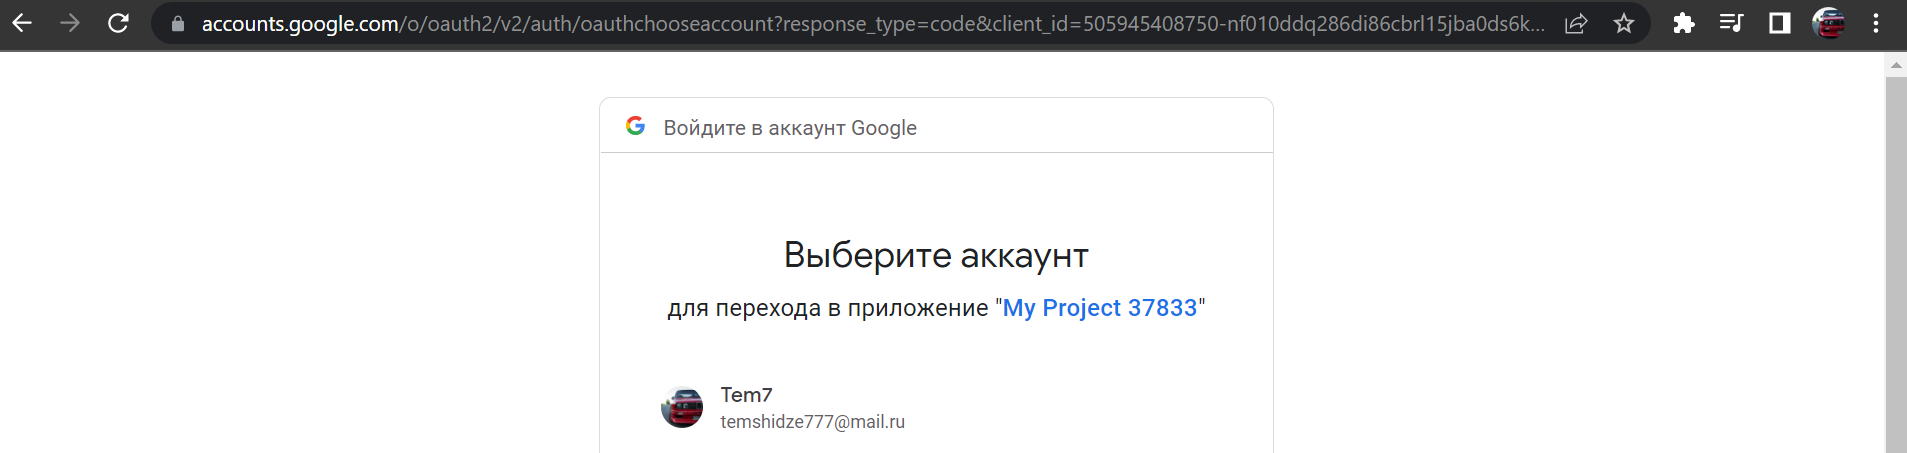 accounts.google.com/o/oauth2/v2/auth/oauthchooseaccount?response_type=code&client_id=505945408750-nf010ddq286di86cbrl15jba0ds6k...
Войдите в аккаунт Google
Выберите аккаунт
для перехода в приложение "My Project 37833"
Tem7
temshidze777@mail.ru